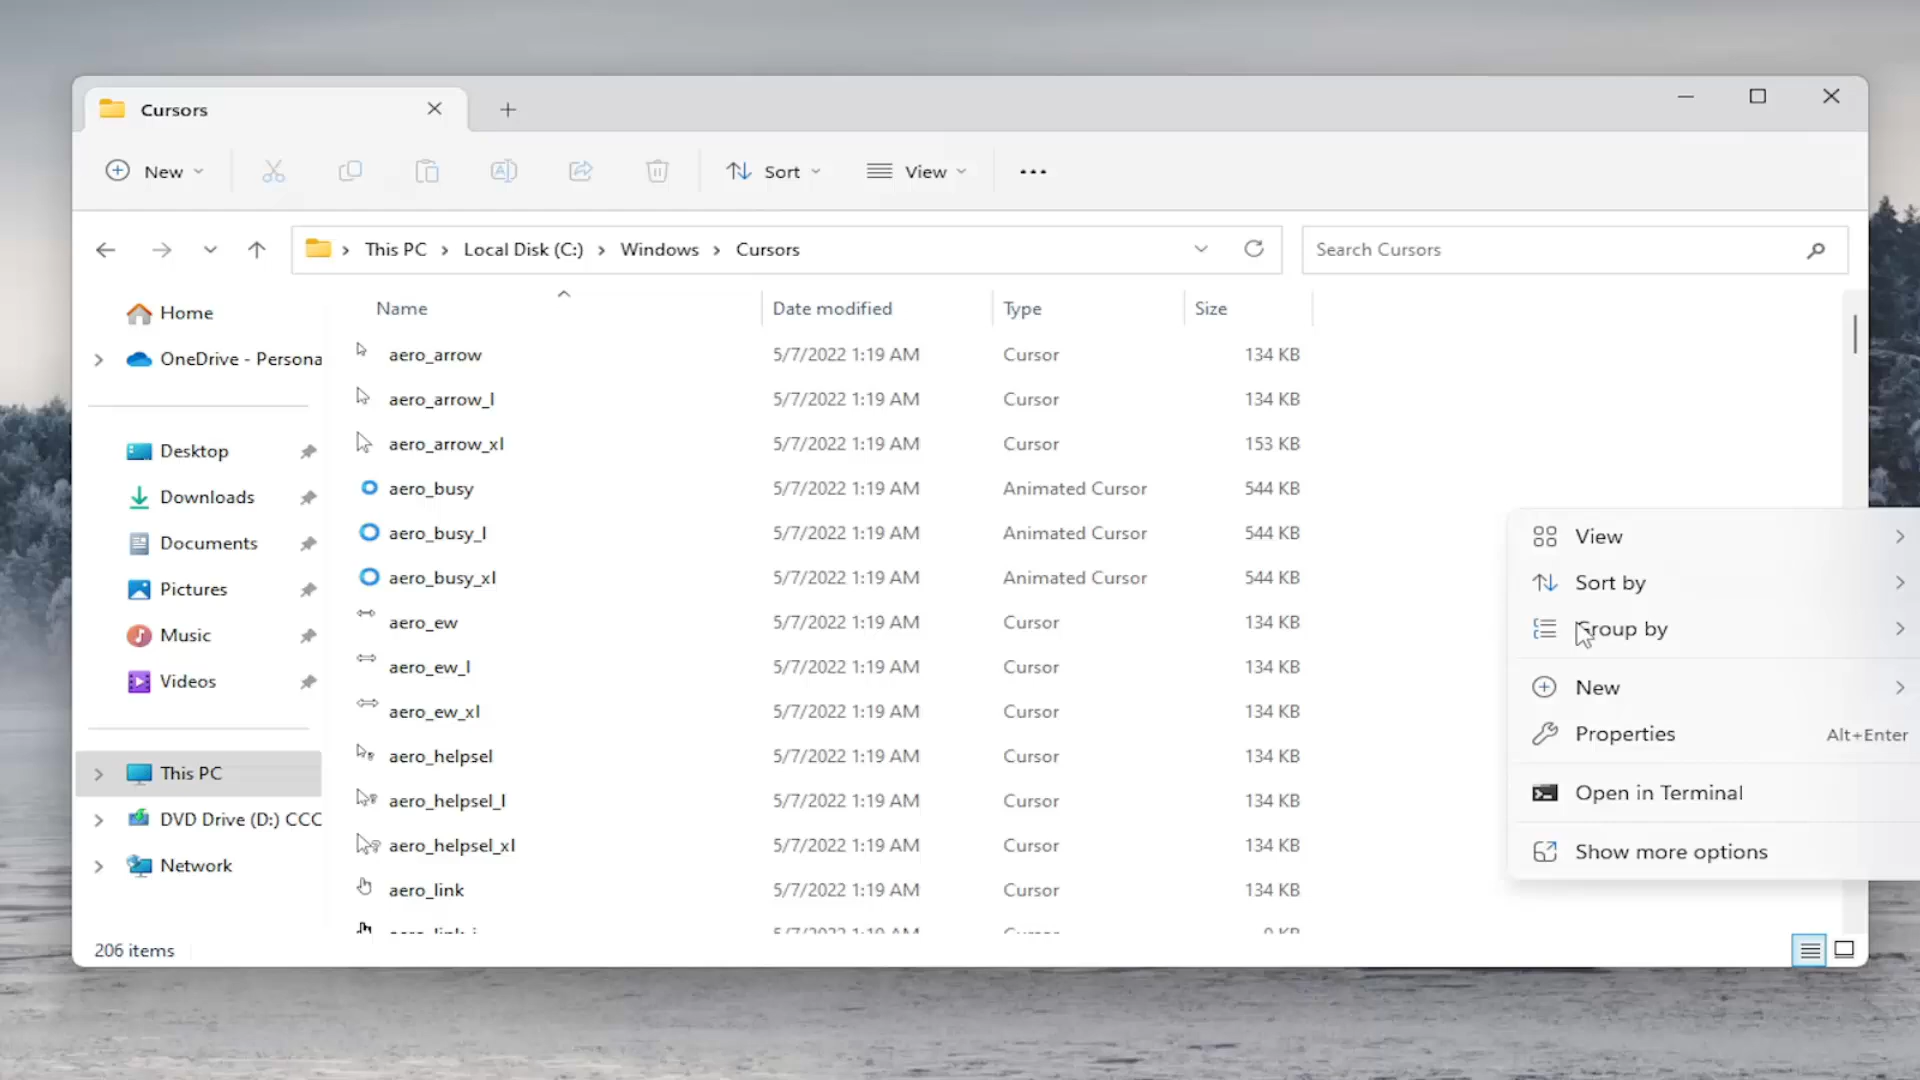 Cursors
New
Sort
View
This PC
Local Disk (C:)
Windows
Cursors
Search Cursors
Home
OneDrive - Persona
Desktop
Downloads
Documents
Pictures
Music
Videos
This PC
DVD Drive (D:) CCC
Network
Name Date modified Type Size
aero_arrow 5/7/2022 1:19 AM Cursor 134 KB
aero_arrow_l 5/7/2022 1:19 AM Cursor 134 KB
aero_arrow_xl 5/7/2022 1:19 AM Cursor 153 KB
aero_busy 5/7/2022 1:19 AM Animated Cursor 544 KB
aero_busy_l 5/7/2022 1:19 AM Animated Cursor 544 KB
aero_busy_xl 5/7/2022 1:19 AM Animated Cursor 544 KB
aero_ew 5/7/2022 1:19 AM Cursor 134 KB
aero_ew_l 5/7/2022 1:19 AM Cursor 134 KB
aero_ew_xl 5/7/2022 1:19 AM Cursor 134 KB
aero_helpsel 5/7/2022 1:19 AM Cursor 134 KB
aero_helpsel_l 5/7/2022 1:19 AM Cursor 134 KB
aero_helpsel_xl 5/7/2022 1:19 AM Cursor 134 KB
aero_link 5/7/2022 1:19 AM Cursor 134 KB
View
Sort by
Group by
New
Properties Alt+Enter
Open in Terminal
Show more options
206 items